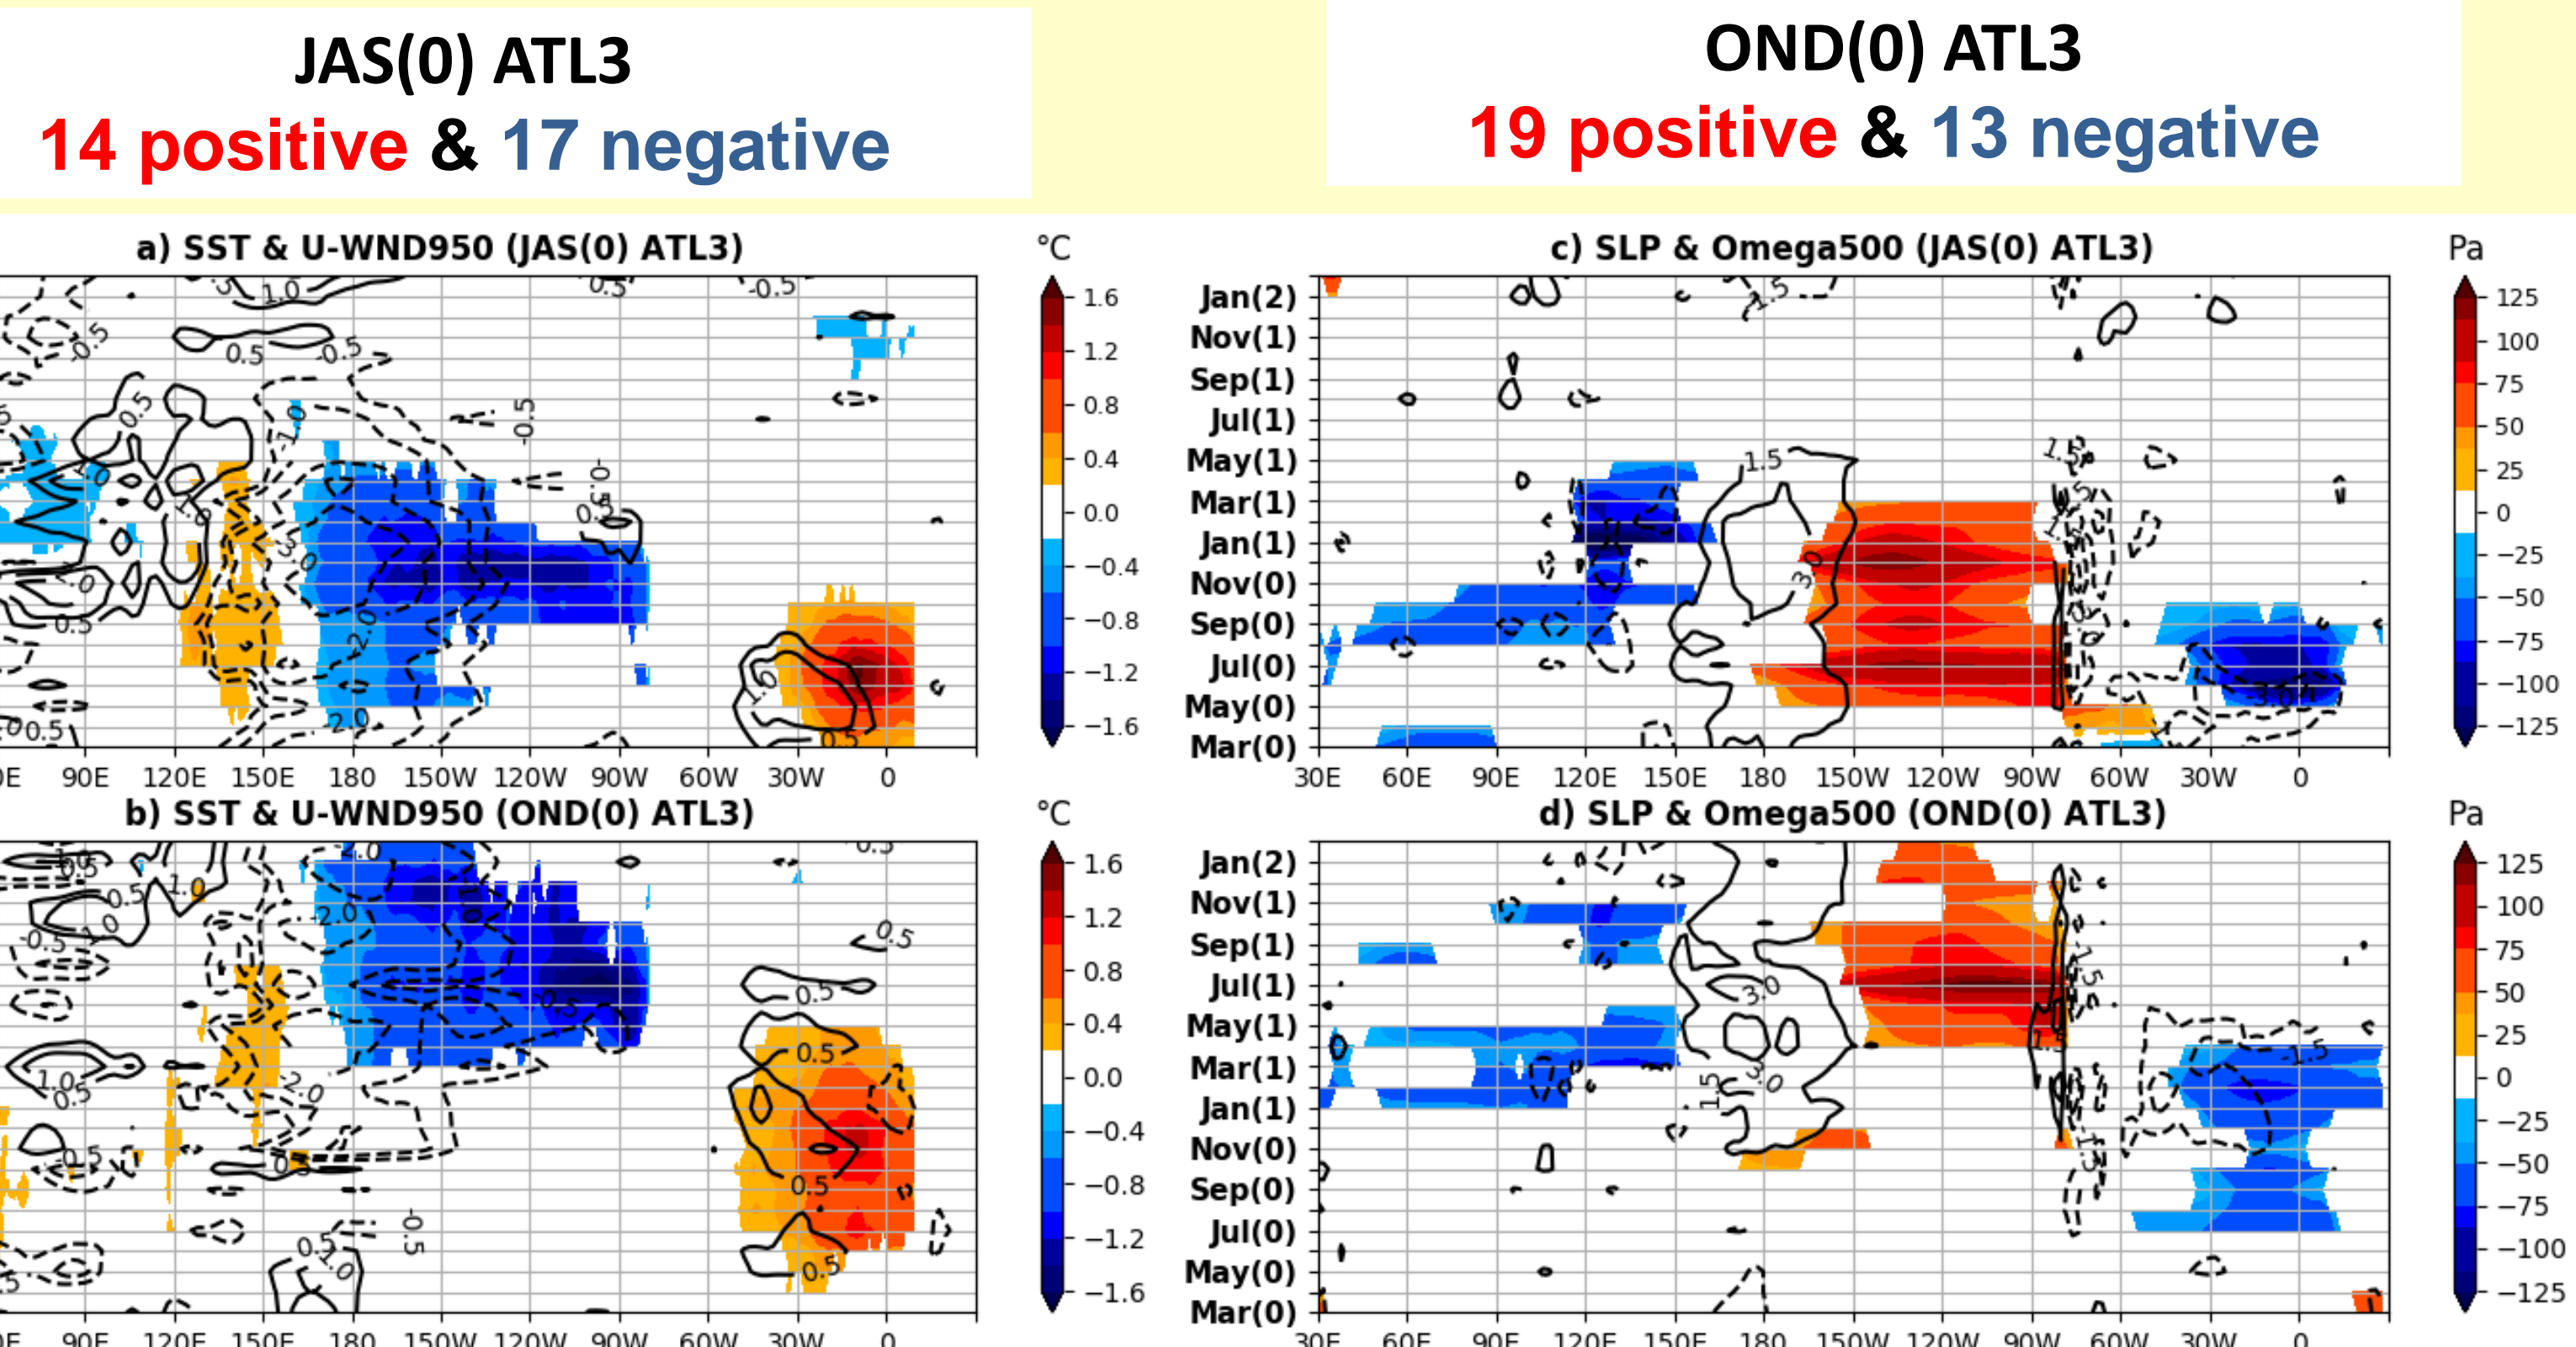 JAS(0) ATL3
14 positive & 17 negative
OND(0) ATL3
19 positive & 13 negative
a) SST & U-WND950 (JAS(0) ATL3)
°C
1.6
1.2
0.8
0.4
0.0
−0.4
−0.8
−1.2
−1.6
90E 120E 150E 180 150W 120W 90W 60W 30W 0
c) SLP & Omega500 (JAS(0) ATL3)
Pa
Jan(2)
Nov(1)
Sep(1)
Jul(1)
May(1)
Mar(1)
Jan(1)
Nov(0)
Sep(0)
Jul(0)
May(0)
Mar(0)
125
100
75
50
25
0
−25
−50
−75
−100
−125
30E 60E 90E 120E 150E 180 150W 120W 90W 60W 30W 0
b) SST & U-WND950 (OND(0) ATL3)
°C
1.6
1.2
0.8
0.4
0.0
−0.4
−0.8
−1.2
−1.6
90E 120E 150E 180 150W 120W 90W 60W 30W 0
d) SLP & Omega500 (OND(0) ATL3)
Pa
Jan(2)
Nov(1)
Sep(1)
Jul(1)
May(1)
Mar(1)
Jan(1)
Nov(0)
Sep(0)
Jul(0)
May(0)
Mar(0)
125
100
75
50
25
0
−25
−50
−75
−100
−125
30E 60E 90E 120E 150E 180 150W 120W 90W 60W 30W 0